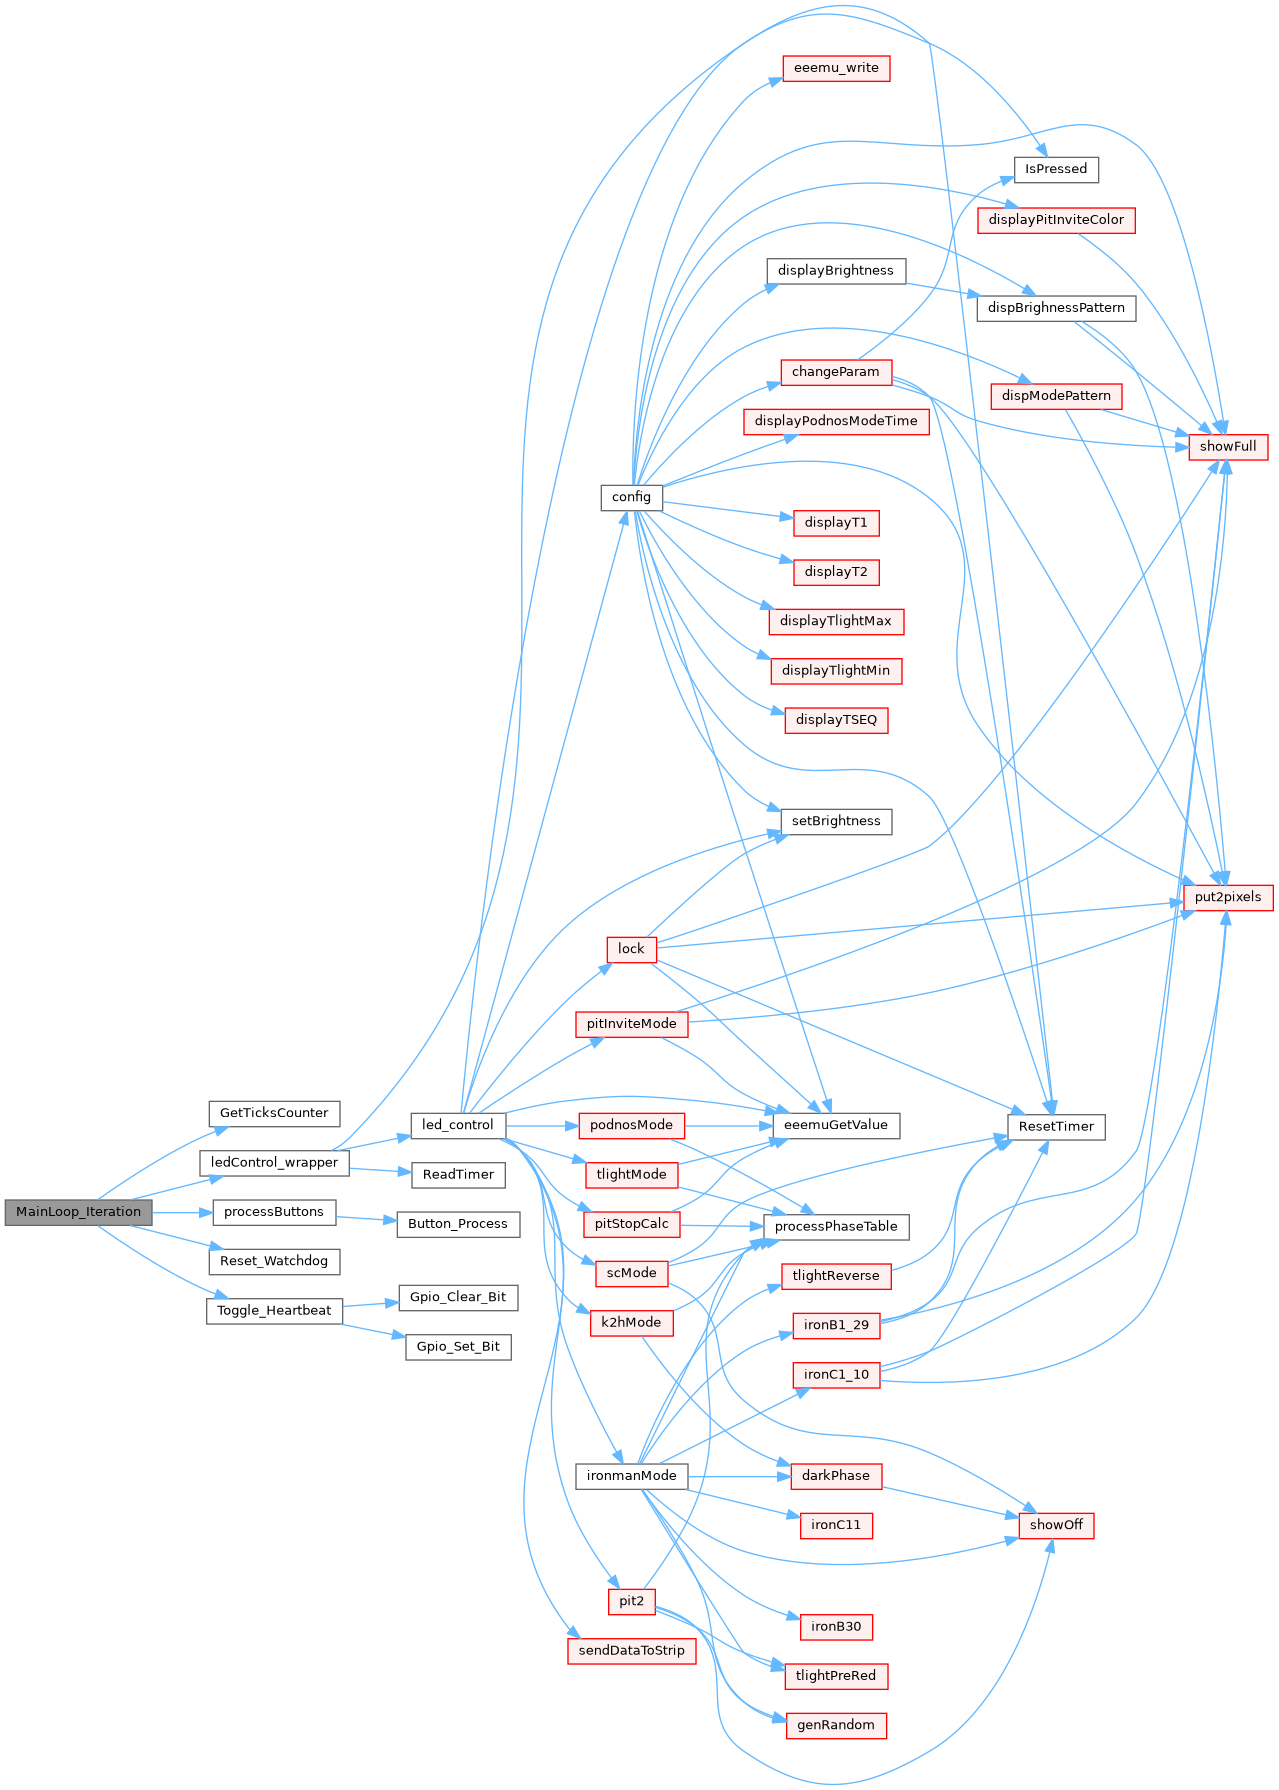 eeemu_write
IsPressed
displayPitInviteColor
displayBrightness
dispBrighnessPattern
changeParam
dispModePattern
displayPodnosModeTime
showFull
config
displayT1
displayT2
displayTlightMax
displayTlightMin
displayTSEQ
setBrightness
put2pixels
lock
pitInviteMode
GetTicksCounter
led_control
podnosMode
eeemuGetValue
ResetTimer
ledControl_wrapper
ReadTimer
tlightMode
MainLoop_Iteration
processButtons
Button_Process
pitStopCalc
processPhaseTable
Reset_Watchdog
scMode
tlightReverse
Toggle_Heartbeat
Gpio_Clear_Bit
k2hMode
ironB1_29
Gpio_Set_Bit
ironC1_10
ironmanMode
darkPhase
ironC11
showOff
pit2
ironB30
sendDataToStrip
tlightPreRed
genRandom